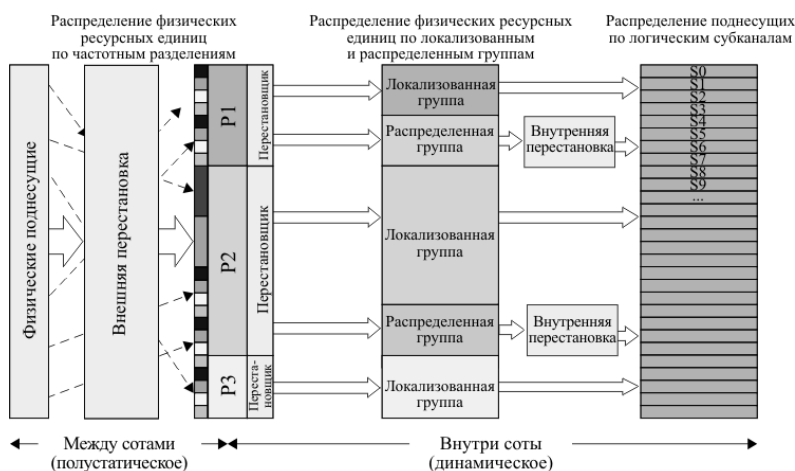 Распределение физических
ресурсных единиц
по частотным разделениям
Распределение физических ресурсных
единиц по локализованным
и распределенным группам
Распределение поднесущих
по логическим субканалам
Физические поднесущие
Внешняя перестановка
P1
Перестановщик
P2
Перестановщик
P3
Переста-
новщик
Локализованная
группа
Распределенная
группа
Внутренняя
перестановка
Локализованная
группа
Распределенная
группа
Внутренняя
перестановка
Локализованная
группа
S0
S1
S2
S3
S4
S5
S6
S7
S8
S9
...
Между сотами
(полустатическое)
Внутри соты
(динамическое)